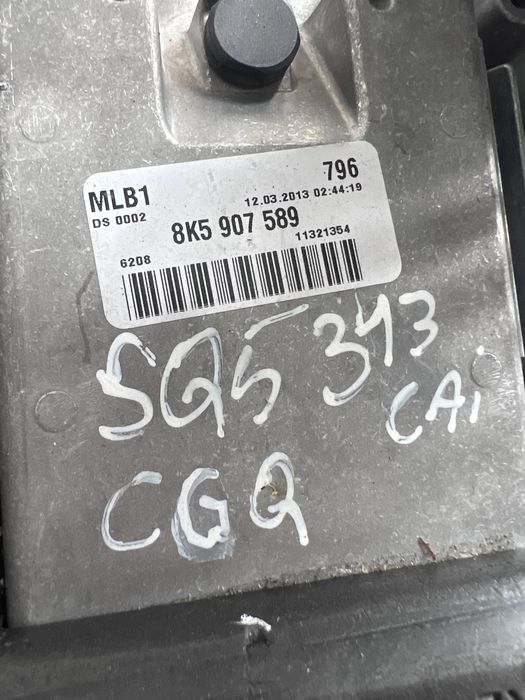 796
MLB1
12.03.2013 02:44:19
DS 0002
8K5 907 589
6208
11321354
SQ5 343
CAi
CGQ